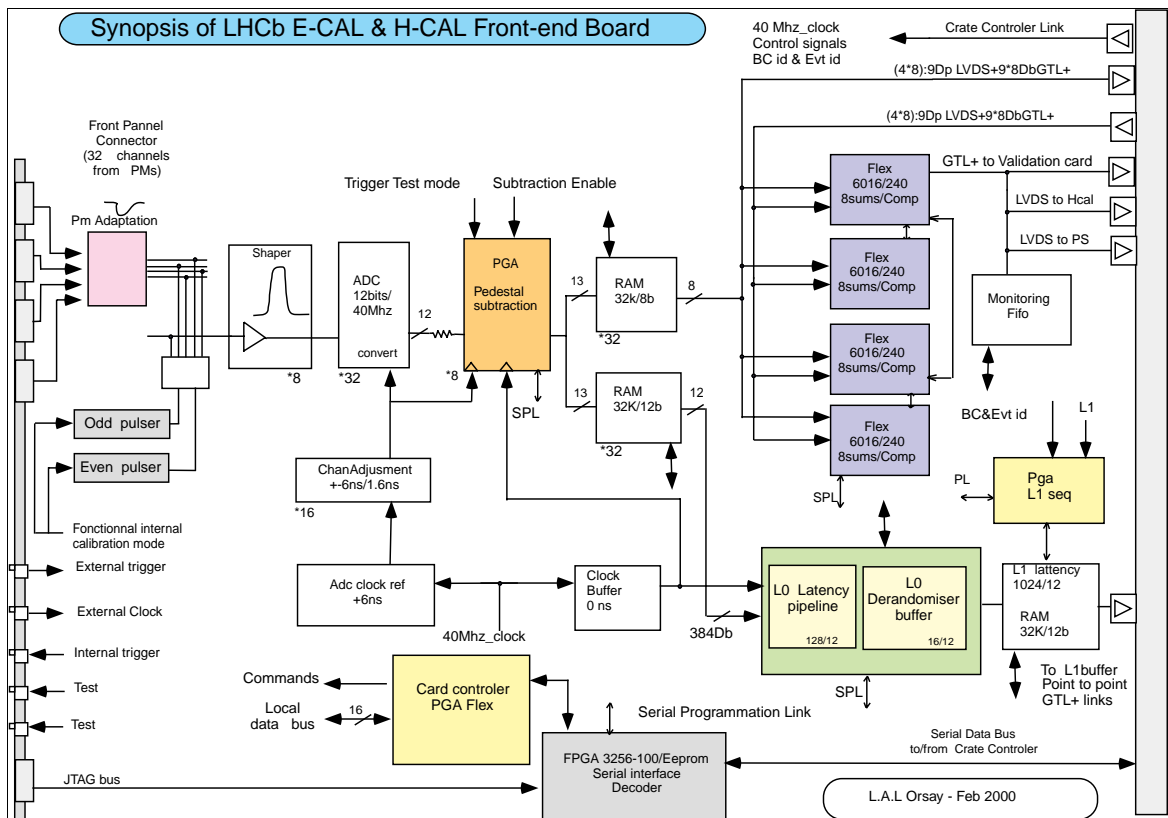 Synopsis of LHCb E-CAL & H-CAL Front-end Board
40 Mhz_clock
Control signals
BC id & Evt id
Crate Controler Link
(4*8):9Dp LVDS+9*8DbGTL+
(4*8):9Dp LVDS+9*8DbGTL+
GTL+ to Validation card
LVDS to Hcal
LVDS to PS
Front Pannel
Connector
(32 channels
from PMs)
Pm Adaptation
Shaper
*8
ADC
12bits/
40Mhz
convert
*32
12
Trigger Test mode
Subtraction Enable
PGA
Pedestal
subtraction
*8
SPL
13
RAM
32k/8b
*32
8
13
RAM
32K/12b
*32
12
Flex
6016/240
8sums/Comp
Flex
6016/240
8sums/Comp
Flex
6016/240
8sums/Comp
Flex
6016/240
8sums/Comp
SPL
Monitoring
Fifo
BC&Evt id
L1
PL
Pga
L1 seq
Odd pulser
Even pulser
Fonctionnal internal
calibration mode
ChanAdjusment
+-6ns/1.6ns
*16
Adc clock ref
+6ns
Clock
Buffer
0 ns
40Mhz_clock
384Db
L0 Latency
pipeline
128/12
L0
Derandomiser
buffer
16/12
SPL
L1 lattency
1024/12
RAM
32K/12b
To L1buffer
Point to point
GTL+ links
External trigger
External Clock
Internal trigger
Test
Test
JTAG bus
Commands
Local
data bus
16
Card controler
PGA Flex
Serial Programmation Link
FPGA 3256-100/Eeprom
Serial interface
Decoder
Serial Data Bus
to/from Crate Controler
L.A.L Orsay - Feb 2000